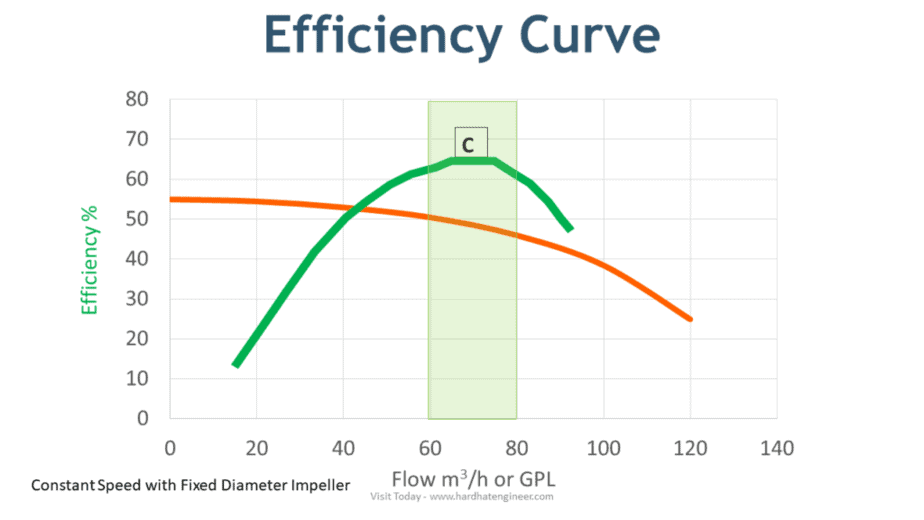 Efficiency Curve
80
70
60
50
40
30
20
10
0
Efficiency %
C
0 20 40 60 80 100 120 140
Flow m³/h or GPL
Constant Speed with Fixed Diameter Impeller
Visit Today - www.hardhatengineer.com